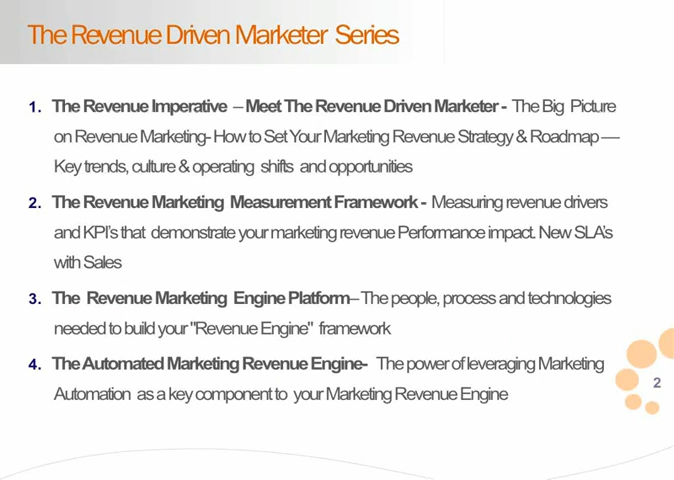 The Revenue Driven Marketer Series
1. The Revenue Imperative – Meet The Revenue Driven Marketer - The Big Picture
on Revenue Marketing- How to Set Your Marketing Revenue Strategy & Roadmap —
Key trends, culture & operating shifts and opportunities
2. The Revenue Marketing Measurement Framework - Measuring revenue drivers
and KPI's that demonstrate your marketing revenue Performance impact. New SLA's
with Sales
3. The Revenue Marketing Engine Platform– The people, process and technologies
needed to build your "Revenue Engine" framework
4. The Automated Marketing Revenue Engine- The power of leveraging Marketing
Automation as a key component to your Marketing Revenue Engine
2